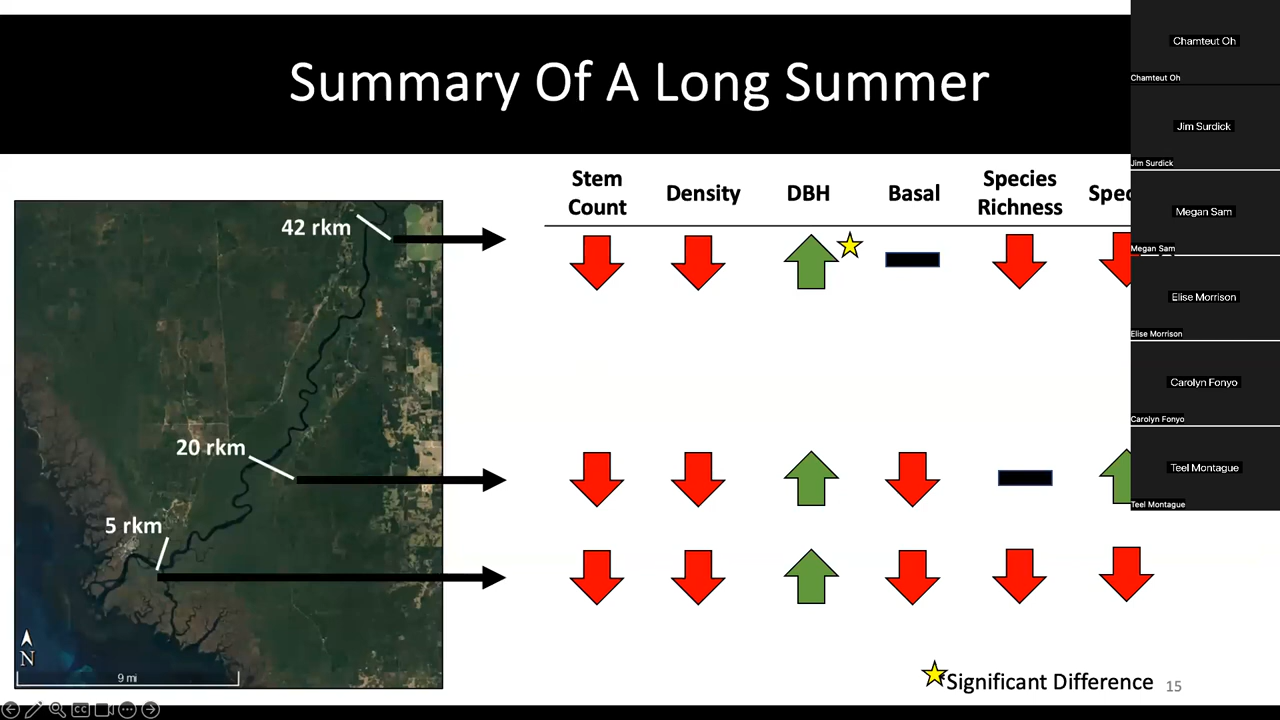 Summary Of A Long Summer
Stem
Count
Density
DBH
Basal
Species
Richness
Spec
42 rkm
20 rkm
5 rkm
N
9 mi
Significant Difference
15
CC
Chamteut Oh
Chamteut Oh
Jim Surdick
Jim Surdick
Megan Sam
Megan Sam
Elise Morrison
Elise Morrison
Carolyn Fonyo
Carolyn Fonyo
Teel Montague
Teel Montague